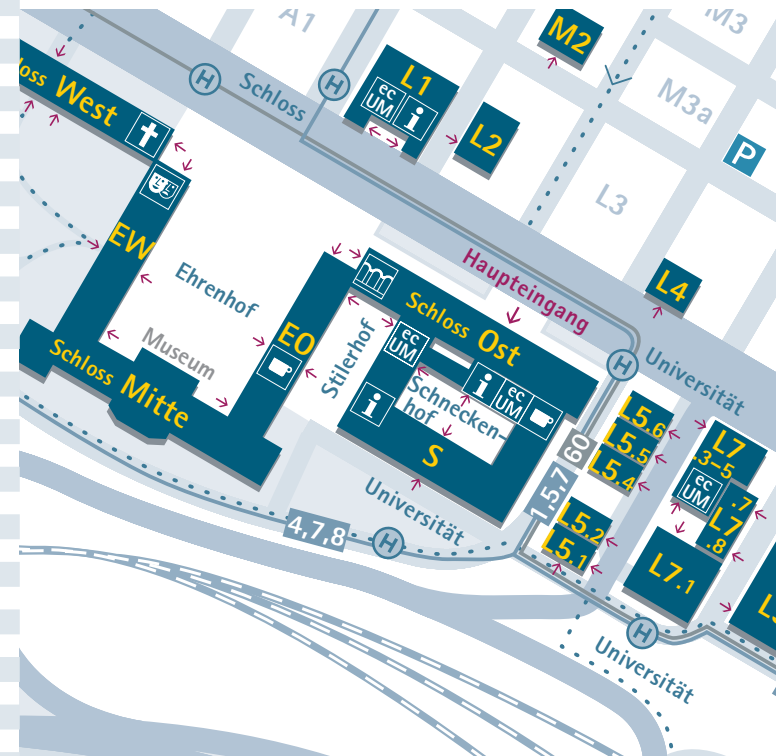 A1
M2
M3
M3a
L1
ec
UM
i
L2
P
L3
L4
H
Schloss
H
West
EW
Ehrenhof
Museum
Schloss Mitte
EO
Stilerhof
Haupteingang
Schloss Ost
ec
UM
i
ec
UM
Schnecken-
hof
i
S
Universität
H
Universität
L5.6
L5.5
L5.4
L5.2
L5.1
60
1,5,7
4,7,8
H
L7
.3-5
ec
UM
.7
L7
.8
L7.1
H
Universität